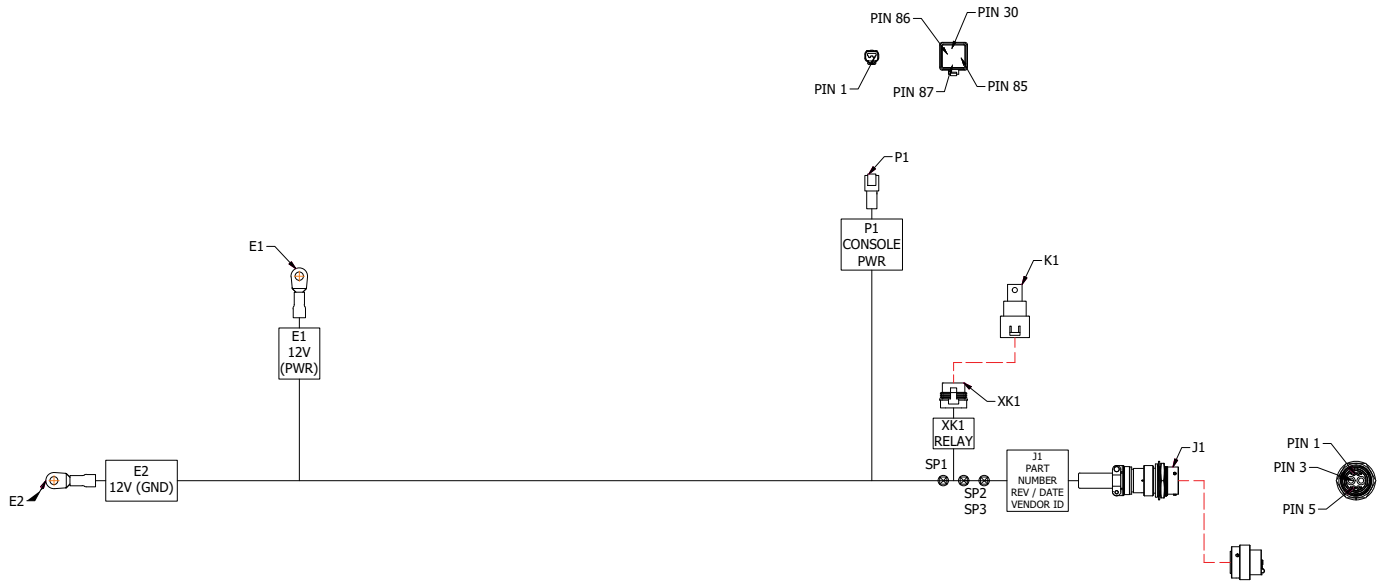 PIN 86
PIN 30
PIN 1
PIN 87
PIN 85
P1
P1
CONSOLE
PWR
E1
E1
12V
(PWR)
K1
XK1
XK1
RELAY
E2
E2
12V (GND)
SP1
SP2
SP3
J1
PART
NUMBER
REV / DATE
VENDOR ID
J1
PIN 1
PIN 3
PIN 5